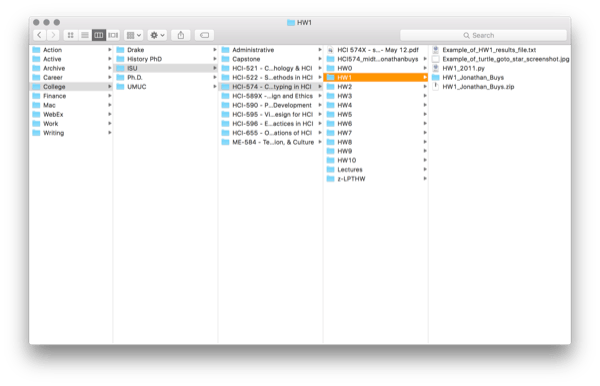 HW1
Search
Action
Active
Archive
Career
College
Finance
Mac
WebEx
Work
Writing
Drake
History PhD
ISU
Ph.D.
UMUC
Administrative
Capstone
HCI-521 - C...hology & HCI
HCI-522 - S...ethods in HCI
HCI-574 - C...typing in HCI
HCI-589X - ...ign and Ethics
HCI-590 - P...Development
HCI-595 - Vi...esign for HCI
HCI-596 - E...actices in HCI
HCI-655 - O...ations of HCI
ME-584 - Te...ion, & Culture
HCI 574X - s... - May 12.pdf
HCI574_midt...onathanbuys
HW0
HW1
HW2
HW3
HW4
HW5
HW6
HW7
HW8
HW9
HW10
Lectures
z-LPTHW
Example_of_HW1_results_file.txt
Example_of_turtle_goto_star_screenshot.jpg
HW1_2011.py
HW1_Jonathan_Buys
HW1_Jonathan_Buys.zip